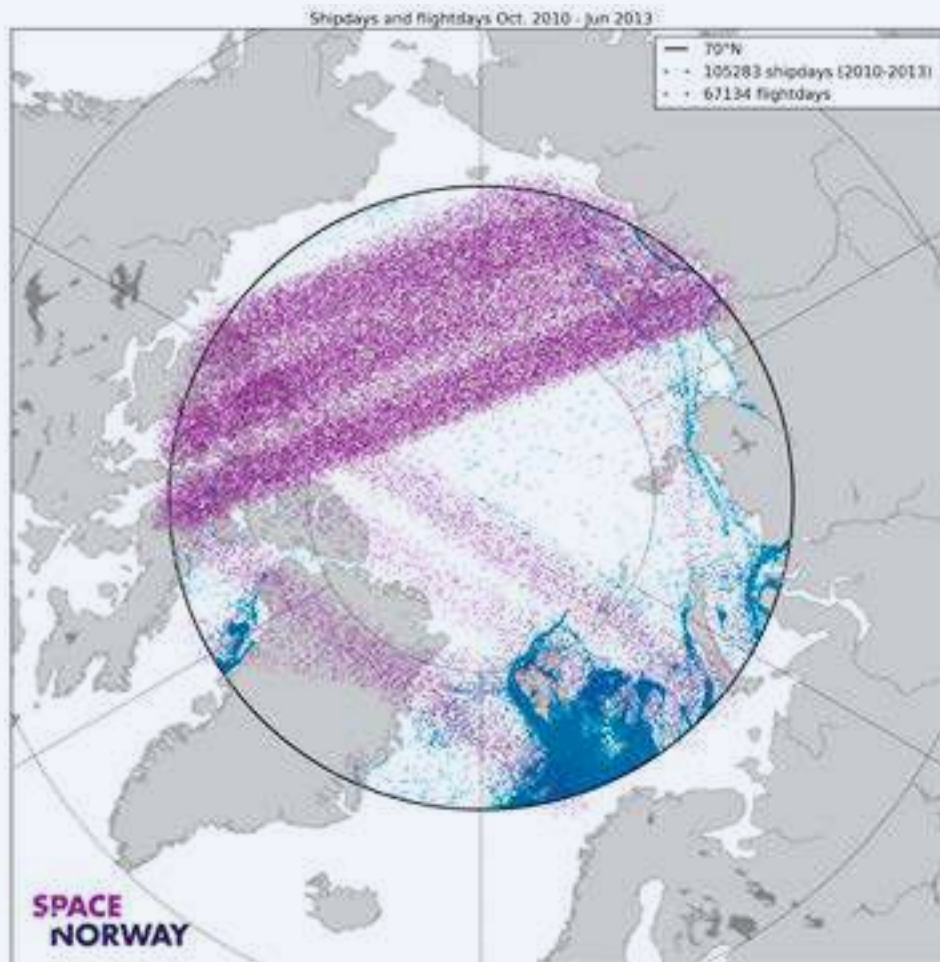 Shipdays and flightdays Oct. 2010 - Jun 2013
70°N
105283 shipdays (2010-2013)
67134 flightdays
SPACE
NORWAY